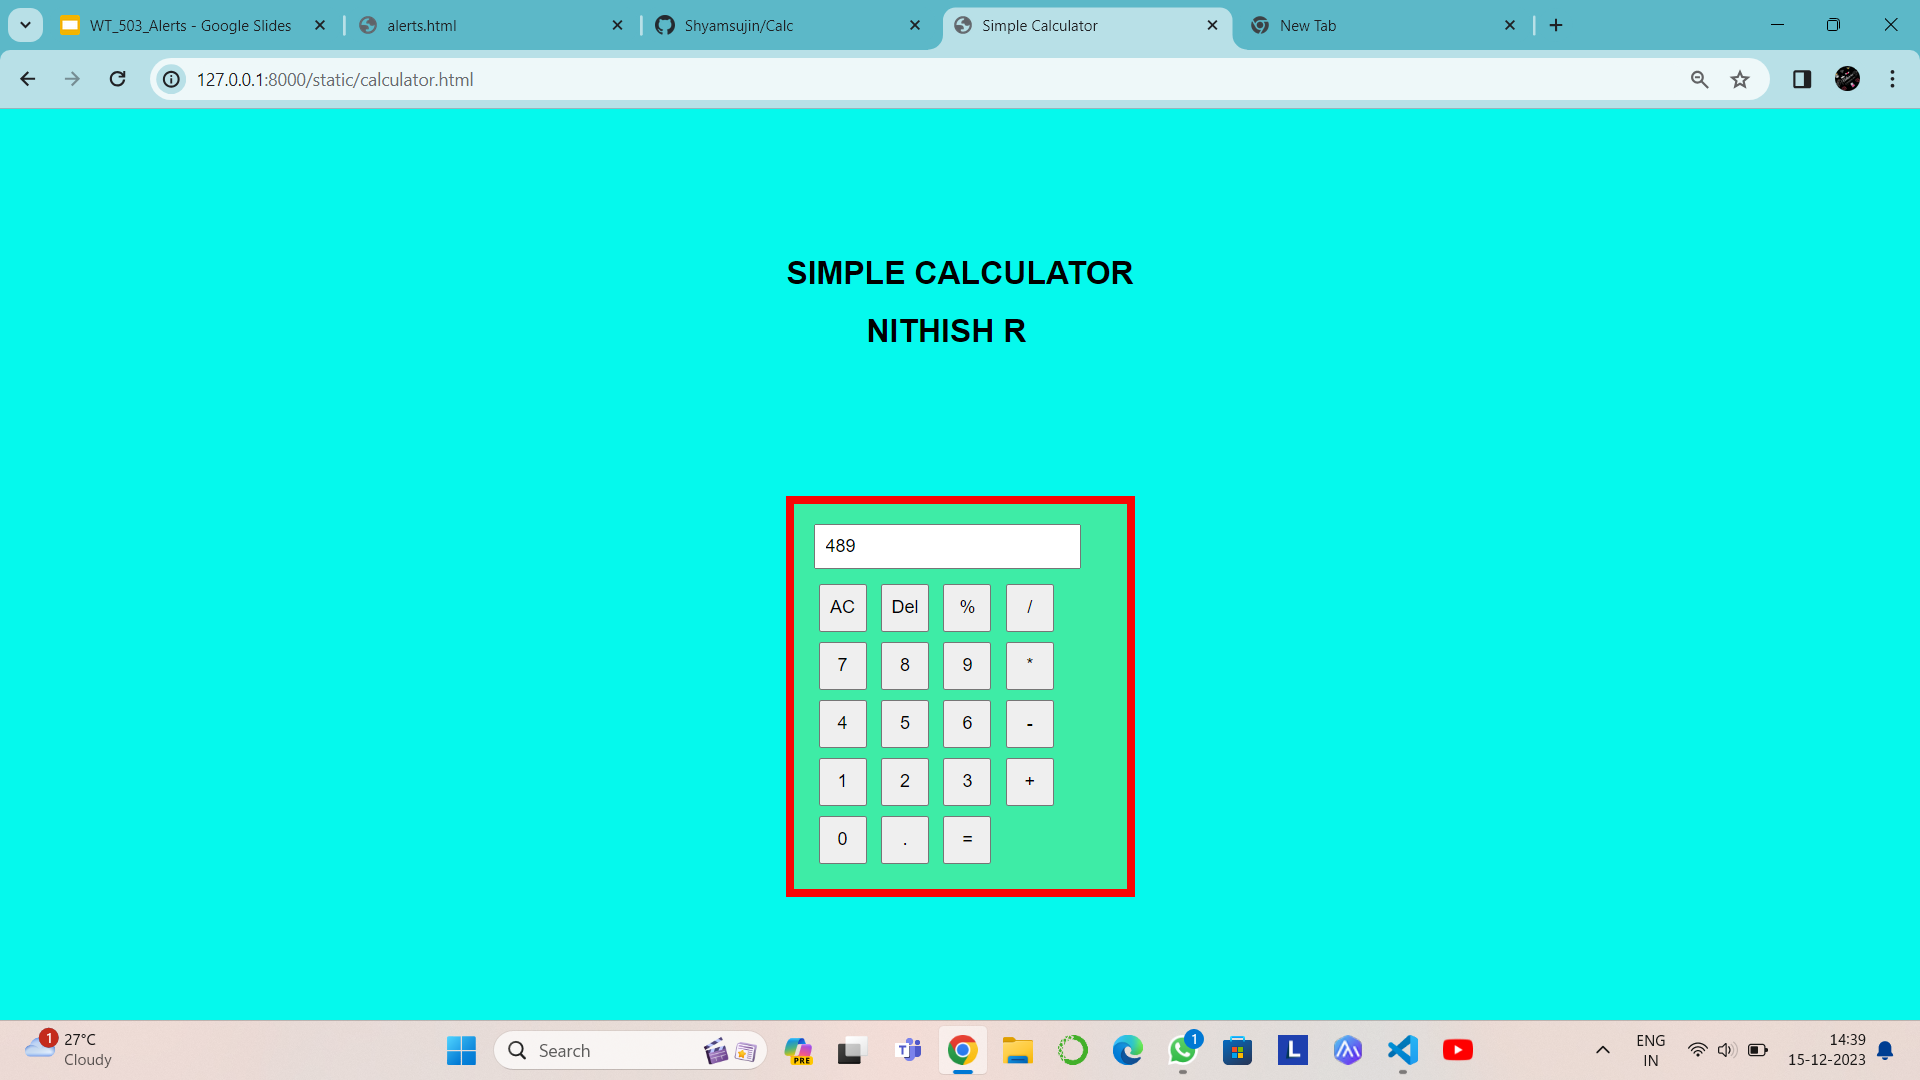 WT_503_Alerts - Google Slides
alerts.html
Shyamsujin/Calc
Simple Calculator
New Tab
127.0.0.1:8000/static/calculator.html
SIMPLE CALCULATOR
NITHISH R
489
AC Del % /
7 8 9 *
4 5 6 -
1 2 3 +
0 . =
1
27°C
Cloudy
Search
PRE
T
1
L
ENG
IN
14:39
15-12-2023